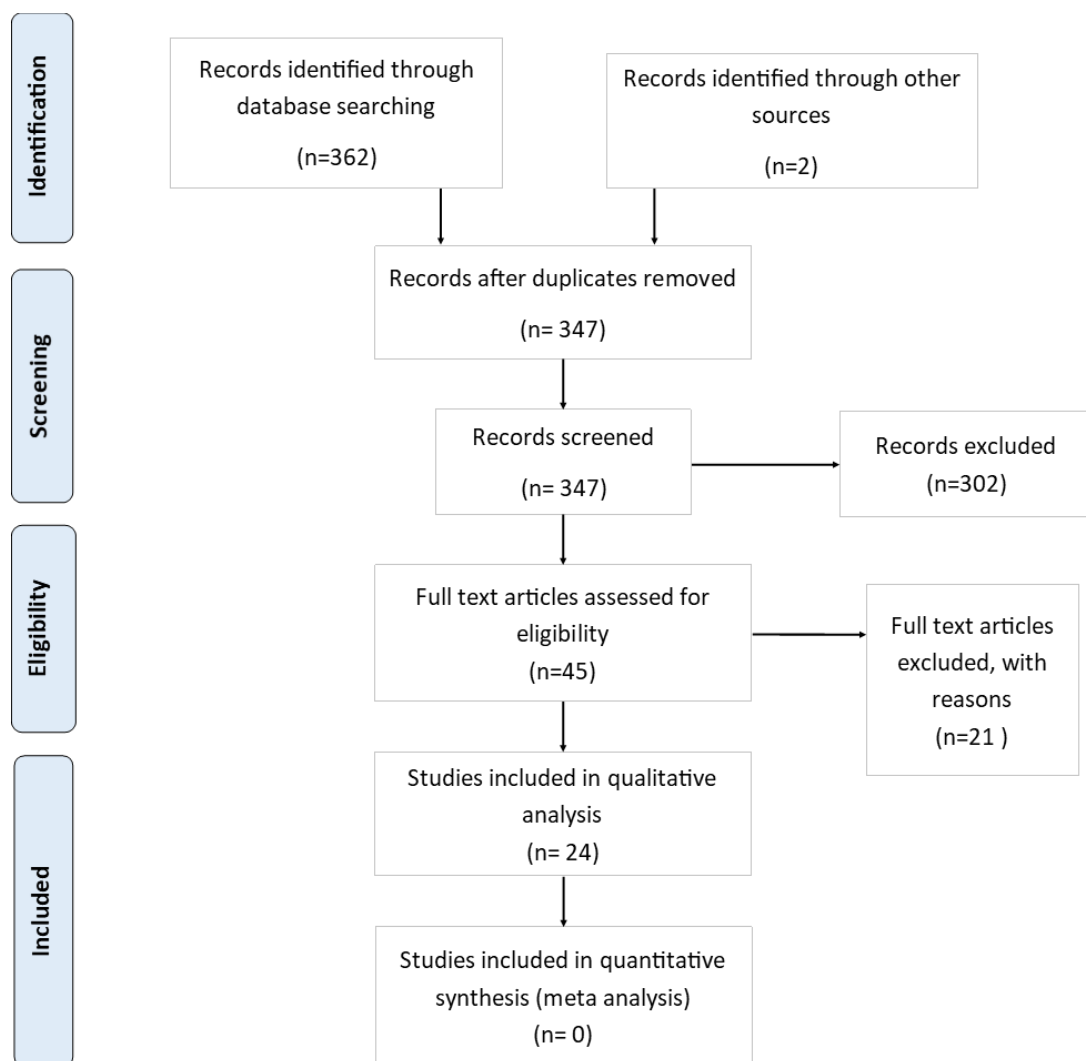 Identification
Records identified through
database searching
(n=362)
Records identified through other
sources
(n=2)
Records after duplicates removed
(n= 347)
Screening
Records screened
(n= 347)
Records excluded
(n=302)
Eligibility
Full text articles assessed for
eligibility
(n=45)
Full text articles
excluded, with
reasons
(n=21 )
Included
Studies included in qualitative
analysis
(n= 24)
Studies included in quantitative
synthesis (meta analysis)
(n= 0)